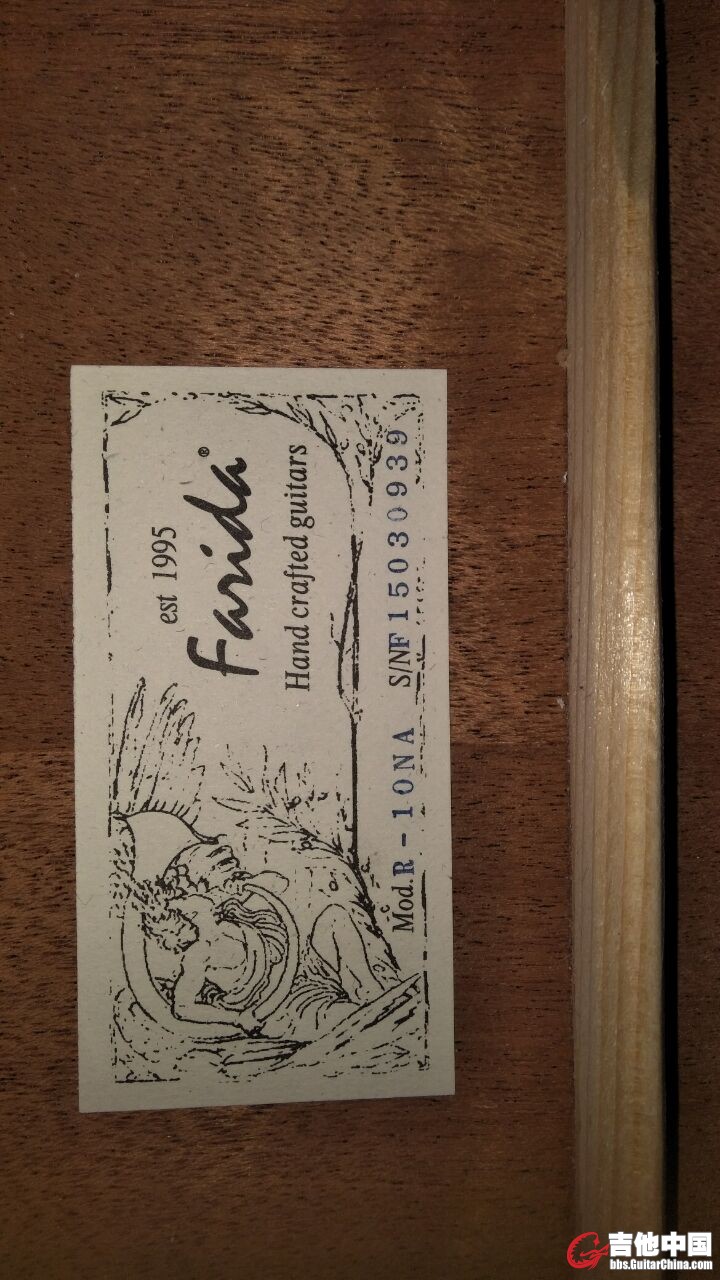 est 1995
Farida®
Hand crafted guitars
Mod. R-10NA S/NF15030939
吉他中国
bbs.GuitarChina.com